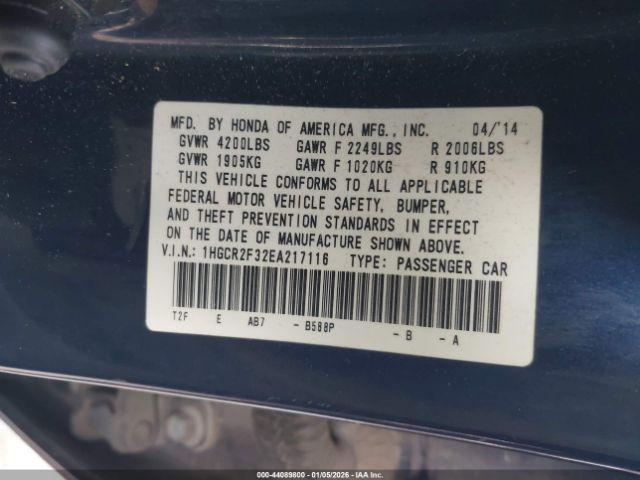 MFD. BY HONDA OF AMERICA MFG., INC. 04/'14
GVWR 4200LBS GAWR F 2249LBS R 2006LBS
GVWR 1905KG GAWR F 1020KG R 910KG
THIS VEHICLE CONFORMS TO ALL APPLICABLE
FEDERAL MOTOR VEHICLE SAFETY, BUMPER,
AND THEFT PREVENTION STANDARDS IN EFFECT
ON THE DATE OF MANUFACTURE SHOWN ABOVE.
V.I.N.: 1HGCR2F32EA217116 TYPE: PASSENGER CAR
T2F E AB7 - B588P - B - A
000-44089800 | 01/05/2026 - IAA Inc.